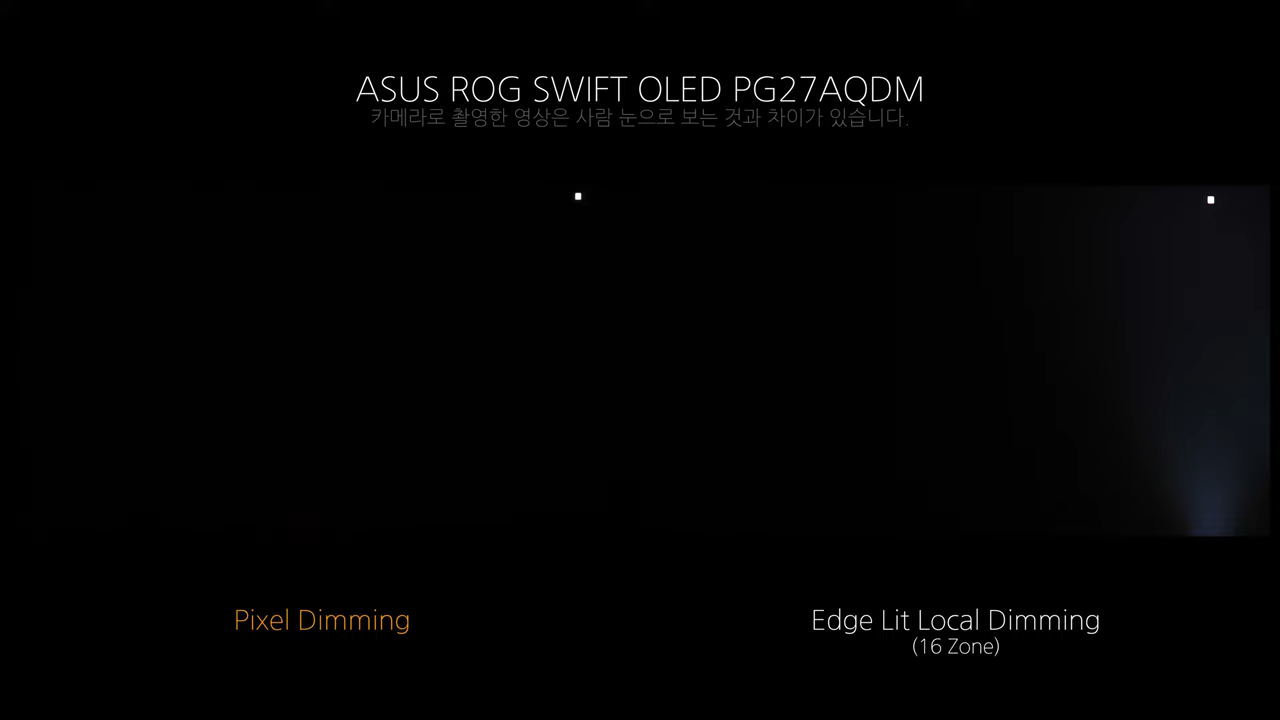 ASUS ROG SWIFT OLED PG27AQDM
카메라로 촬영한 영상은 사람 눈으로 보는 것과 차이가 있습니다.
Pixel Dimming
Edge Lit Local Dimming
(16 Zone)